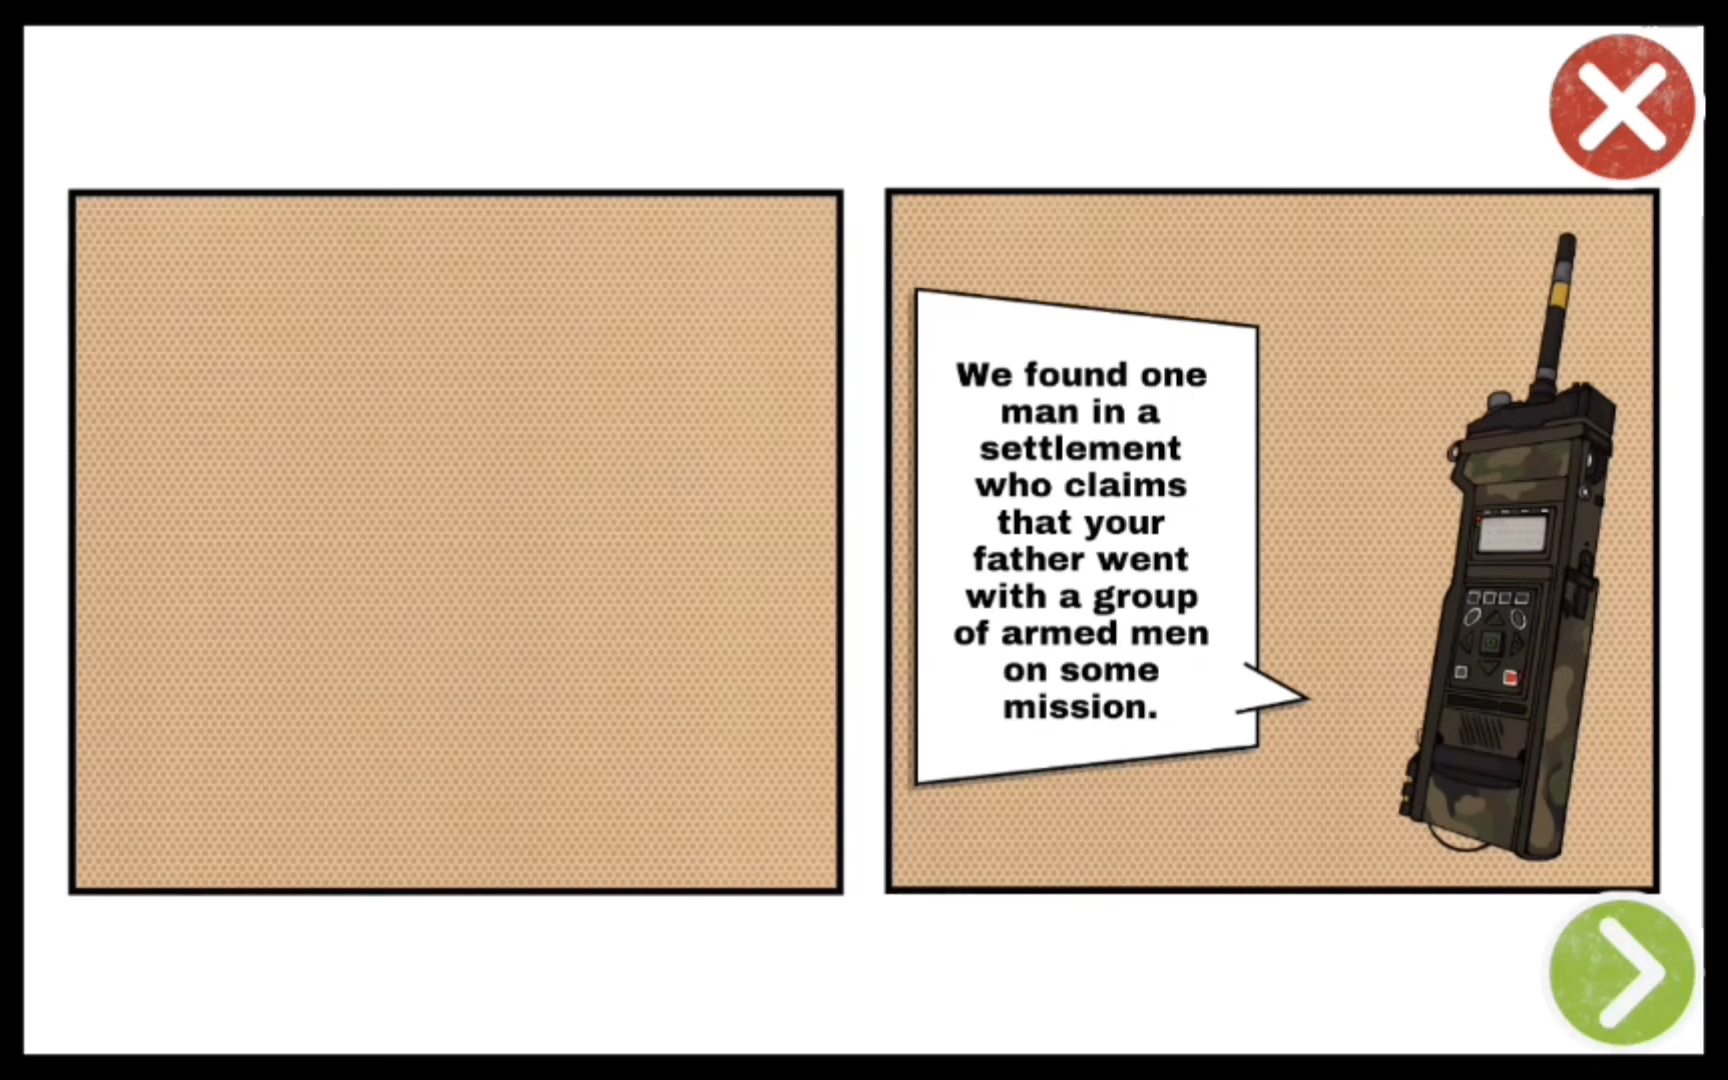 We found one
man in a
settlement
who claims
that your
father went
with a group
of armed men
on some
mission.